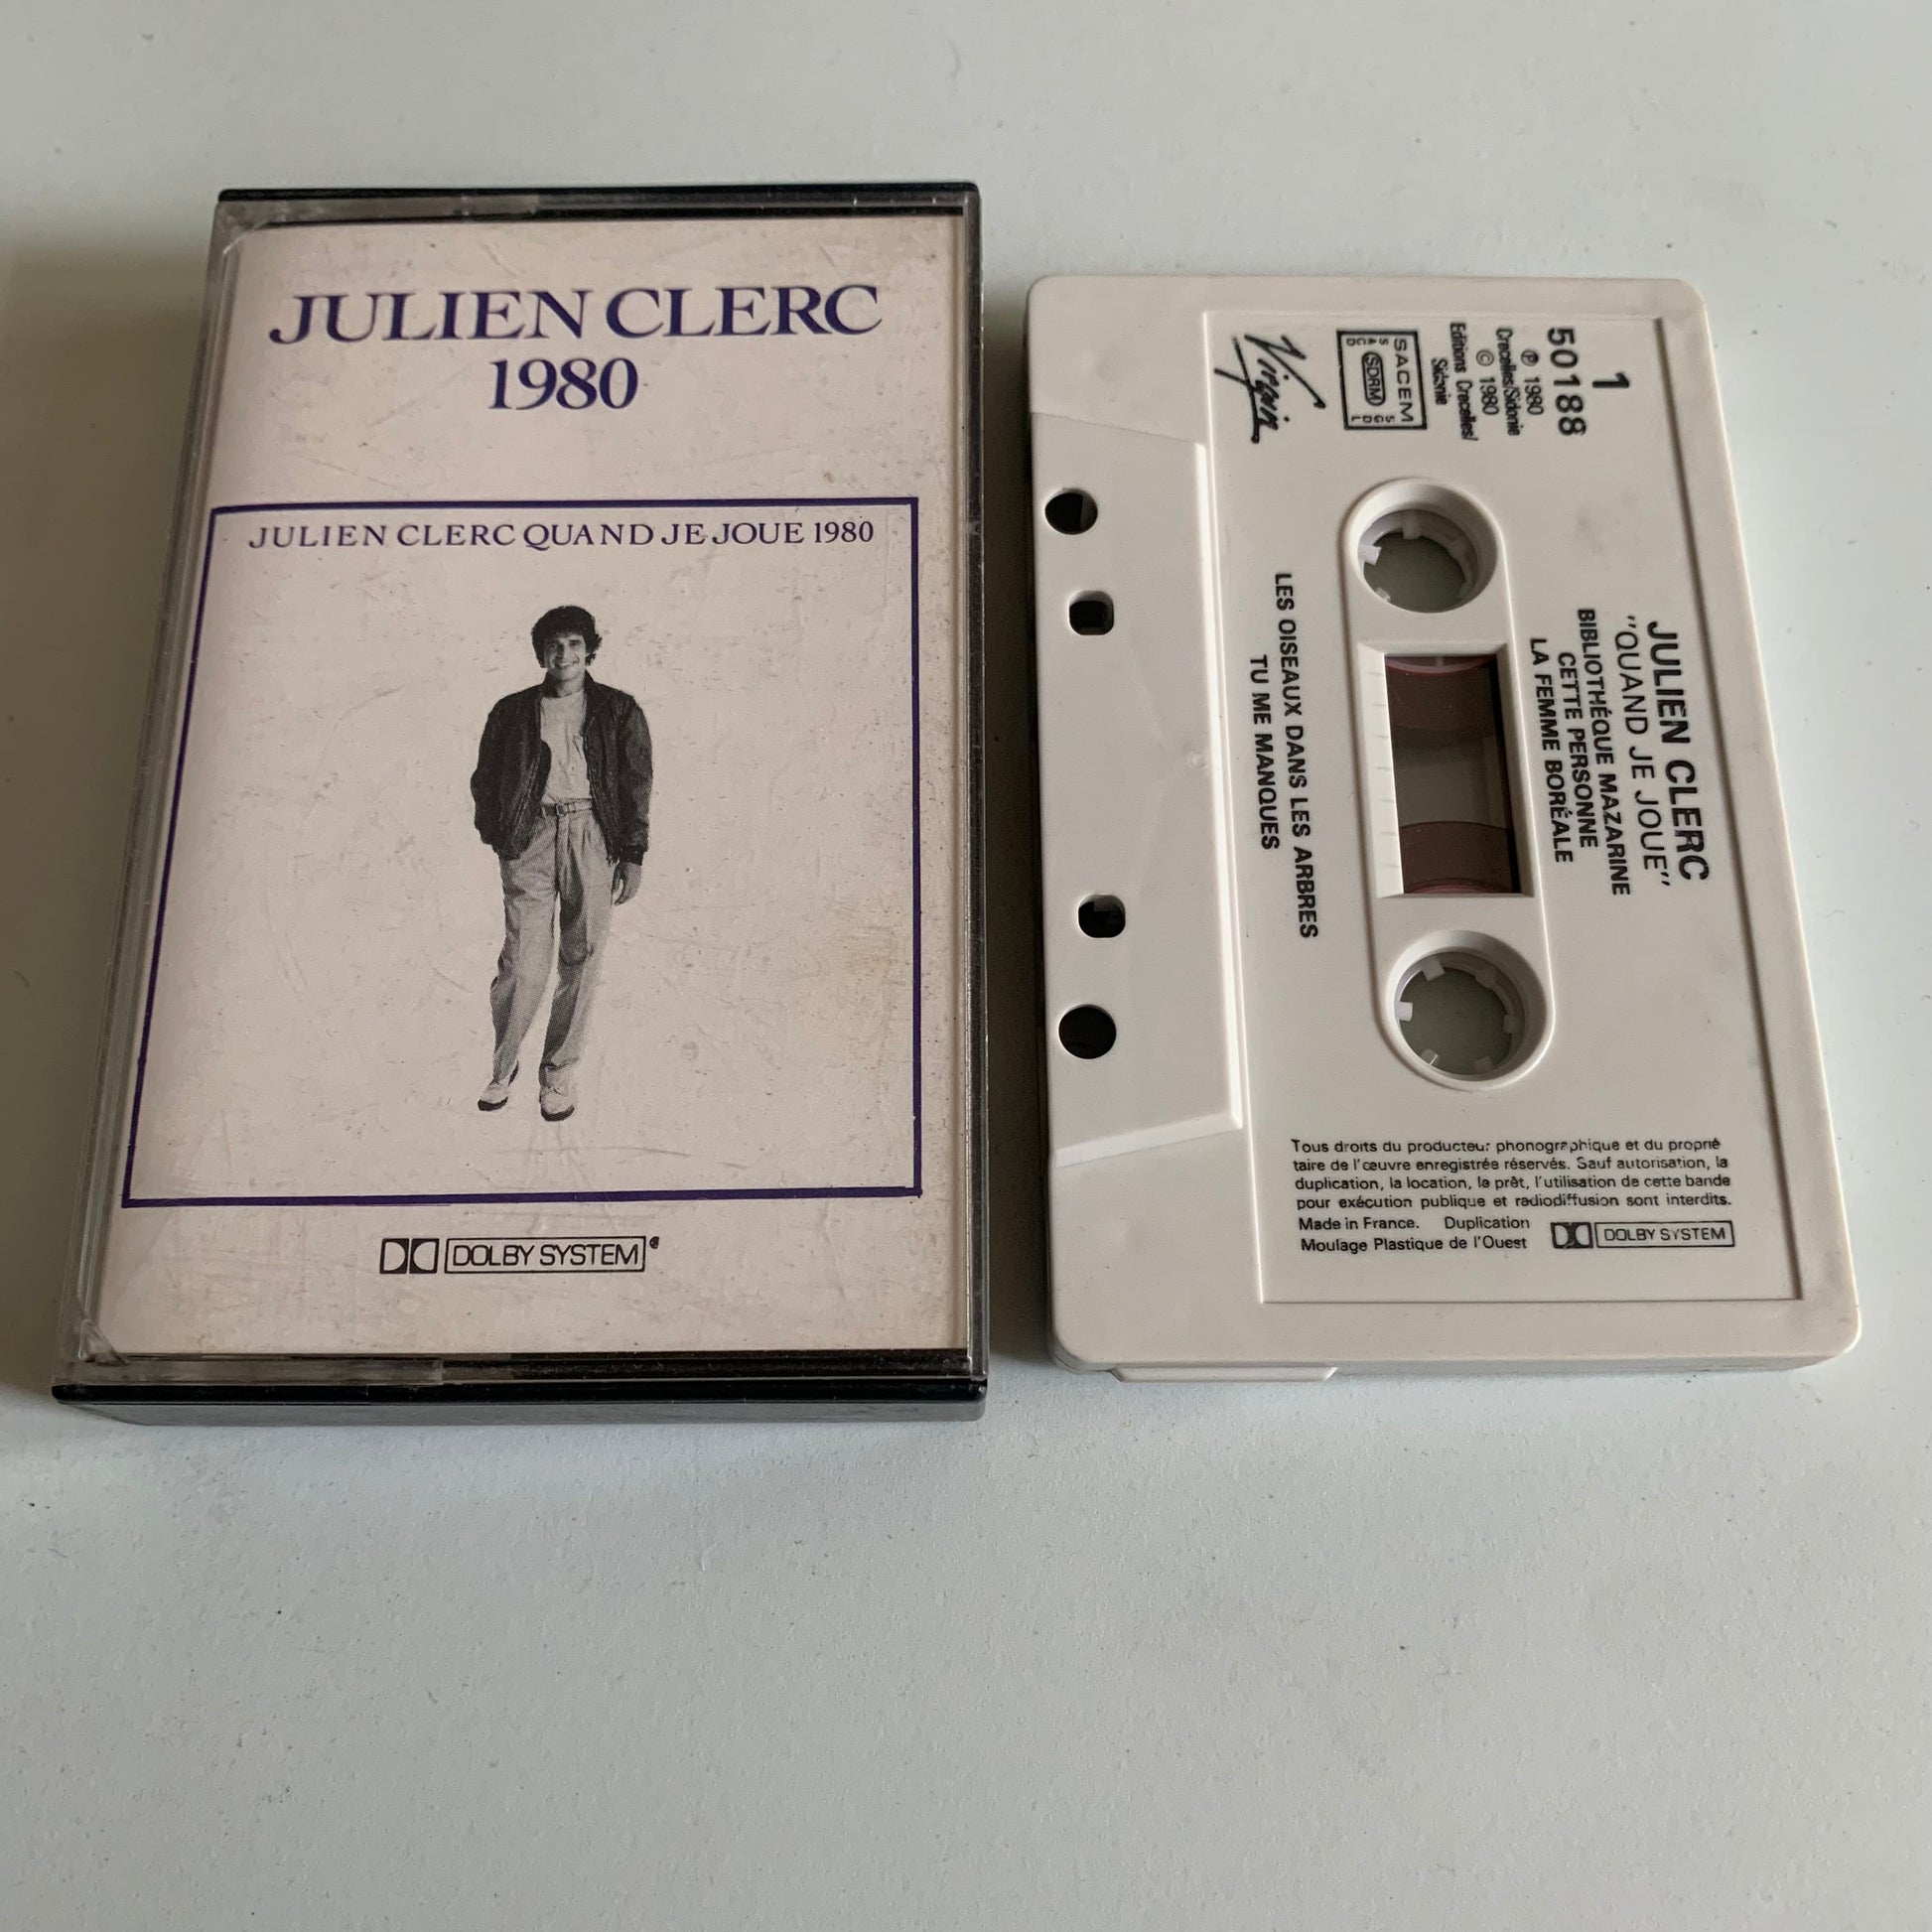 JULIEN CLERC
1980
JULIEN CLERC QUAND JE JOUE 1980
DOLBY SYSTEM
JULIEN CLERC
"QUAND JE JOUE"
BIBLIOTHÉQUE MAZARINE
CETTE PERSONNE
LA FEMME BORÉALE
LES OISEAUX DANS LES ARBRES
TU ME MANQUES
1
50188
℗ 1980
Crecelles/Sidonie
© 1980
Editions Crecelles/
Sidonie
SACEM
SDRM
Virgin
Tous droits du producteur phonographique et du proprié
taire de l'œuvre enregistrée réservés. Sauf autorisation, la
duplication, la location, le prêt, l'utilisation de cette bande
pour exécution publique et radiodiffusion sont interdits.
Made in France. Duplication
Moulage Plastique de l'Ouest
DOLBY SYSTEM